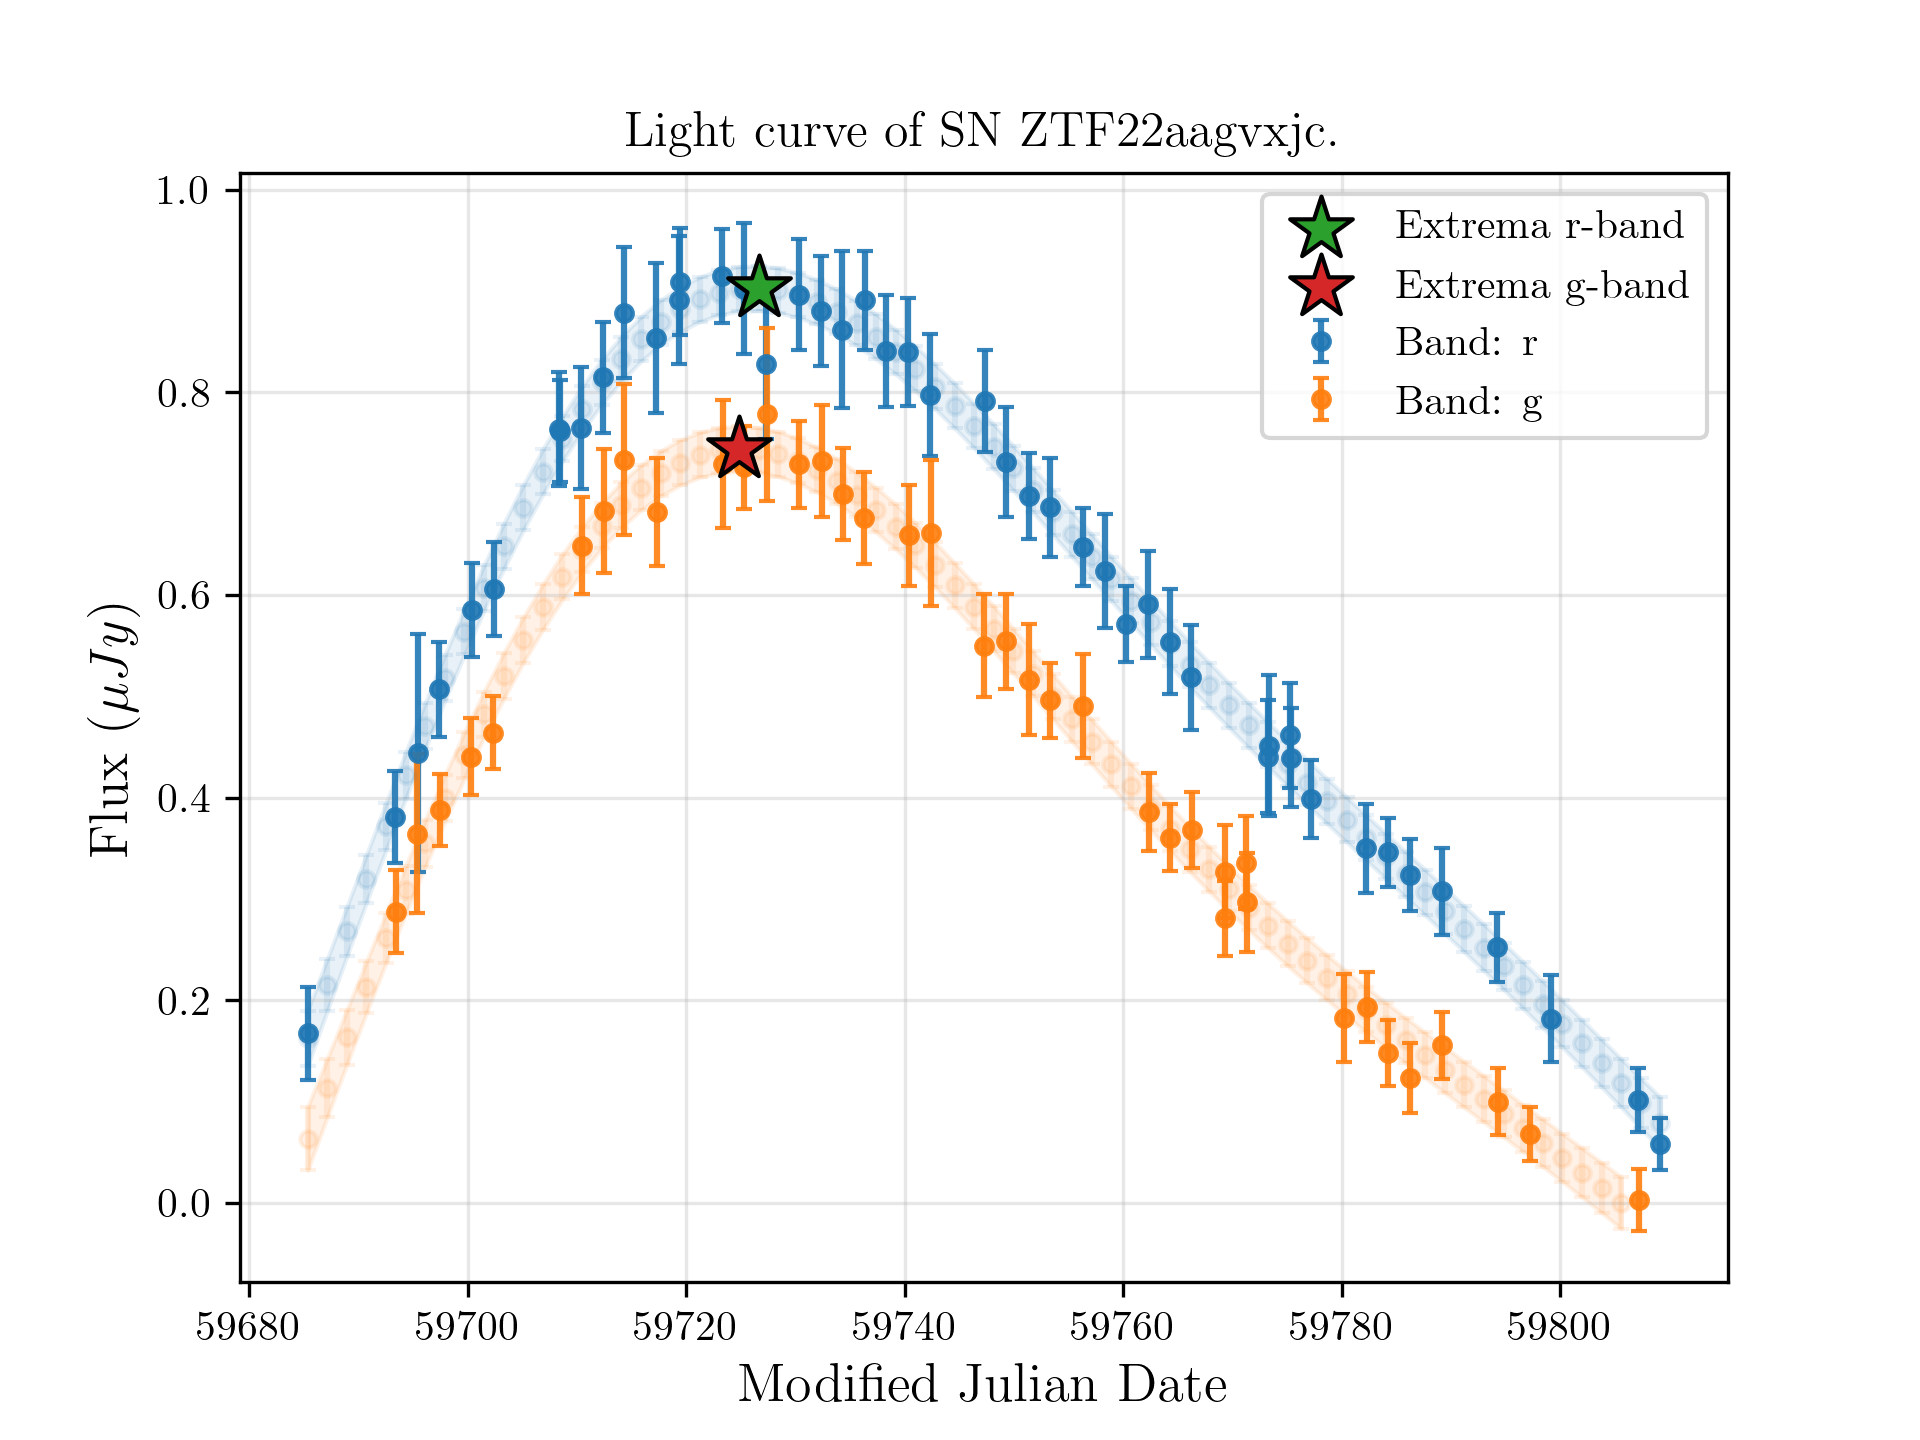 Light curve of SN ZTF22aagvxjc.
Extrema r-band
Extrema g-band
Band: r
Band: g
1.0
0.8
0.6
0.4
0.2
0.0
Flux (μJy)
59680 59700 59720 59740 59760 59780 59800
Modified Julian Date